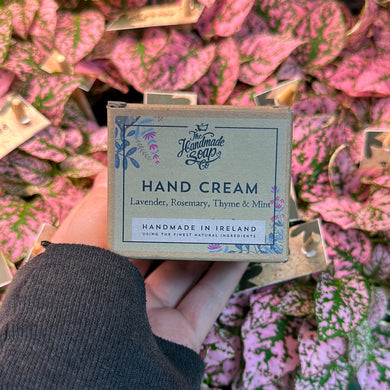 The
Handmade
Soap
Co
HAND CREAM
Lavender, Rosemary, Thyme & Mint
HANDMADE IN IRELAND
USING THE FINEST NATURAL INGREDIENTS